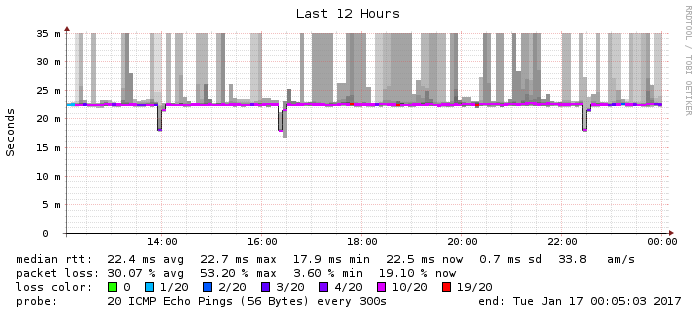 Last 12 Hours
RRDTOOL / TOBI OETIKER
Seconds
35 m
30 m
25 m
20 m
15 m
10 m
5 m
0
14:00 16:00 18:00 20:00 22:00 00:00
median rtt: 22.4 ms avg 22.7 ms max 17.9 ms min 22.5 ms now 0.7 ms sd 33.8 am/s
packet loss: 30.07 % avg 53.20 % max 3.60 % min 19.10 % now
loss color: 0 1/20 2/20 3/20 4/20 10/20 19/20
probe: 20 ICMP Echo Pings (56 Bytes) every 300s end: Tue Jan 17 00:05:03 2017